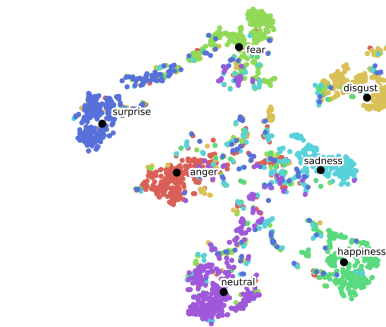 fear
disgust
surprise
sadness
anger
happiness
neutral